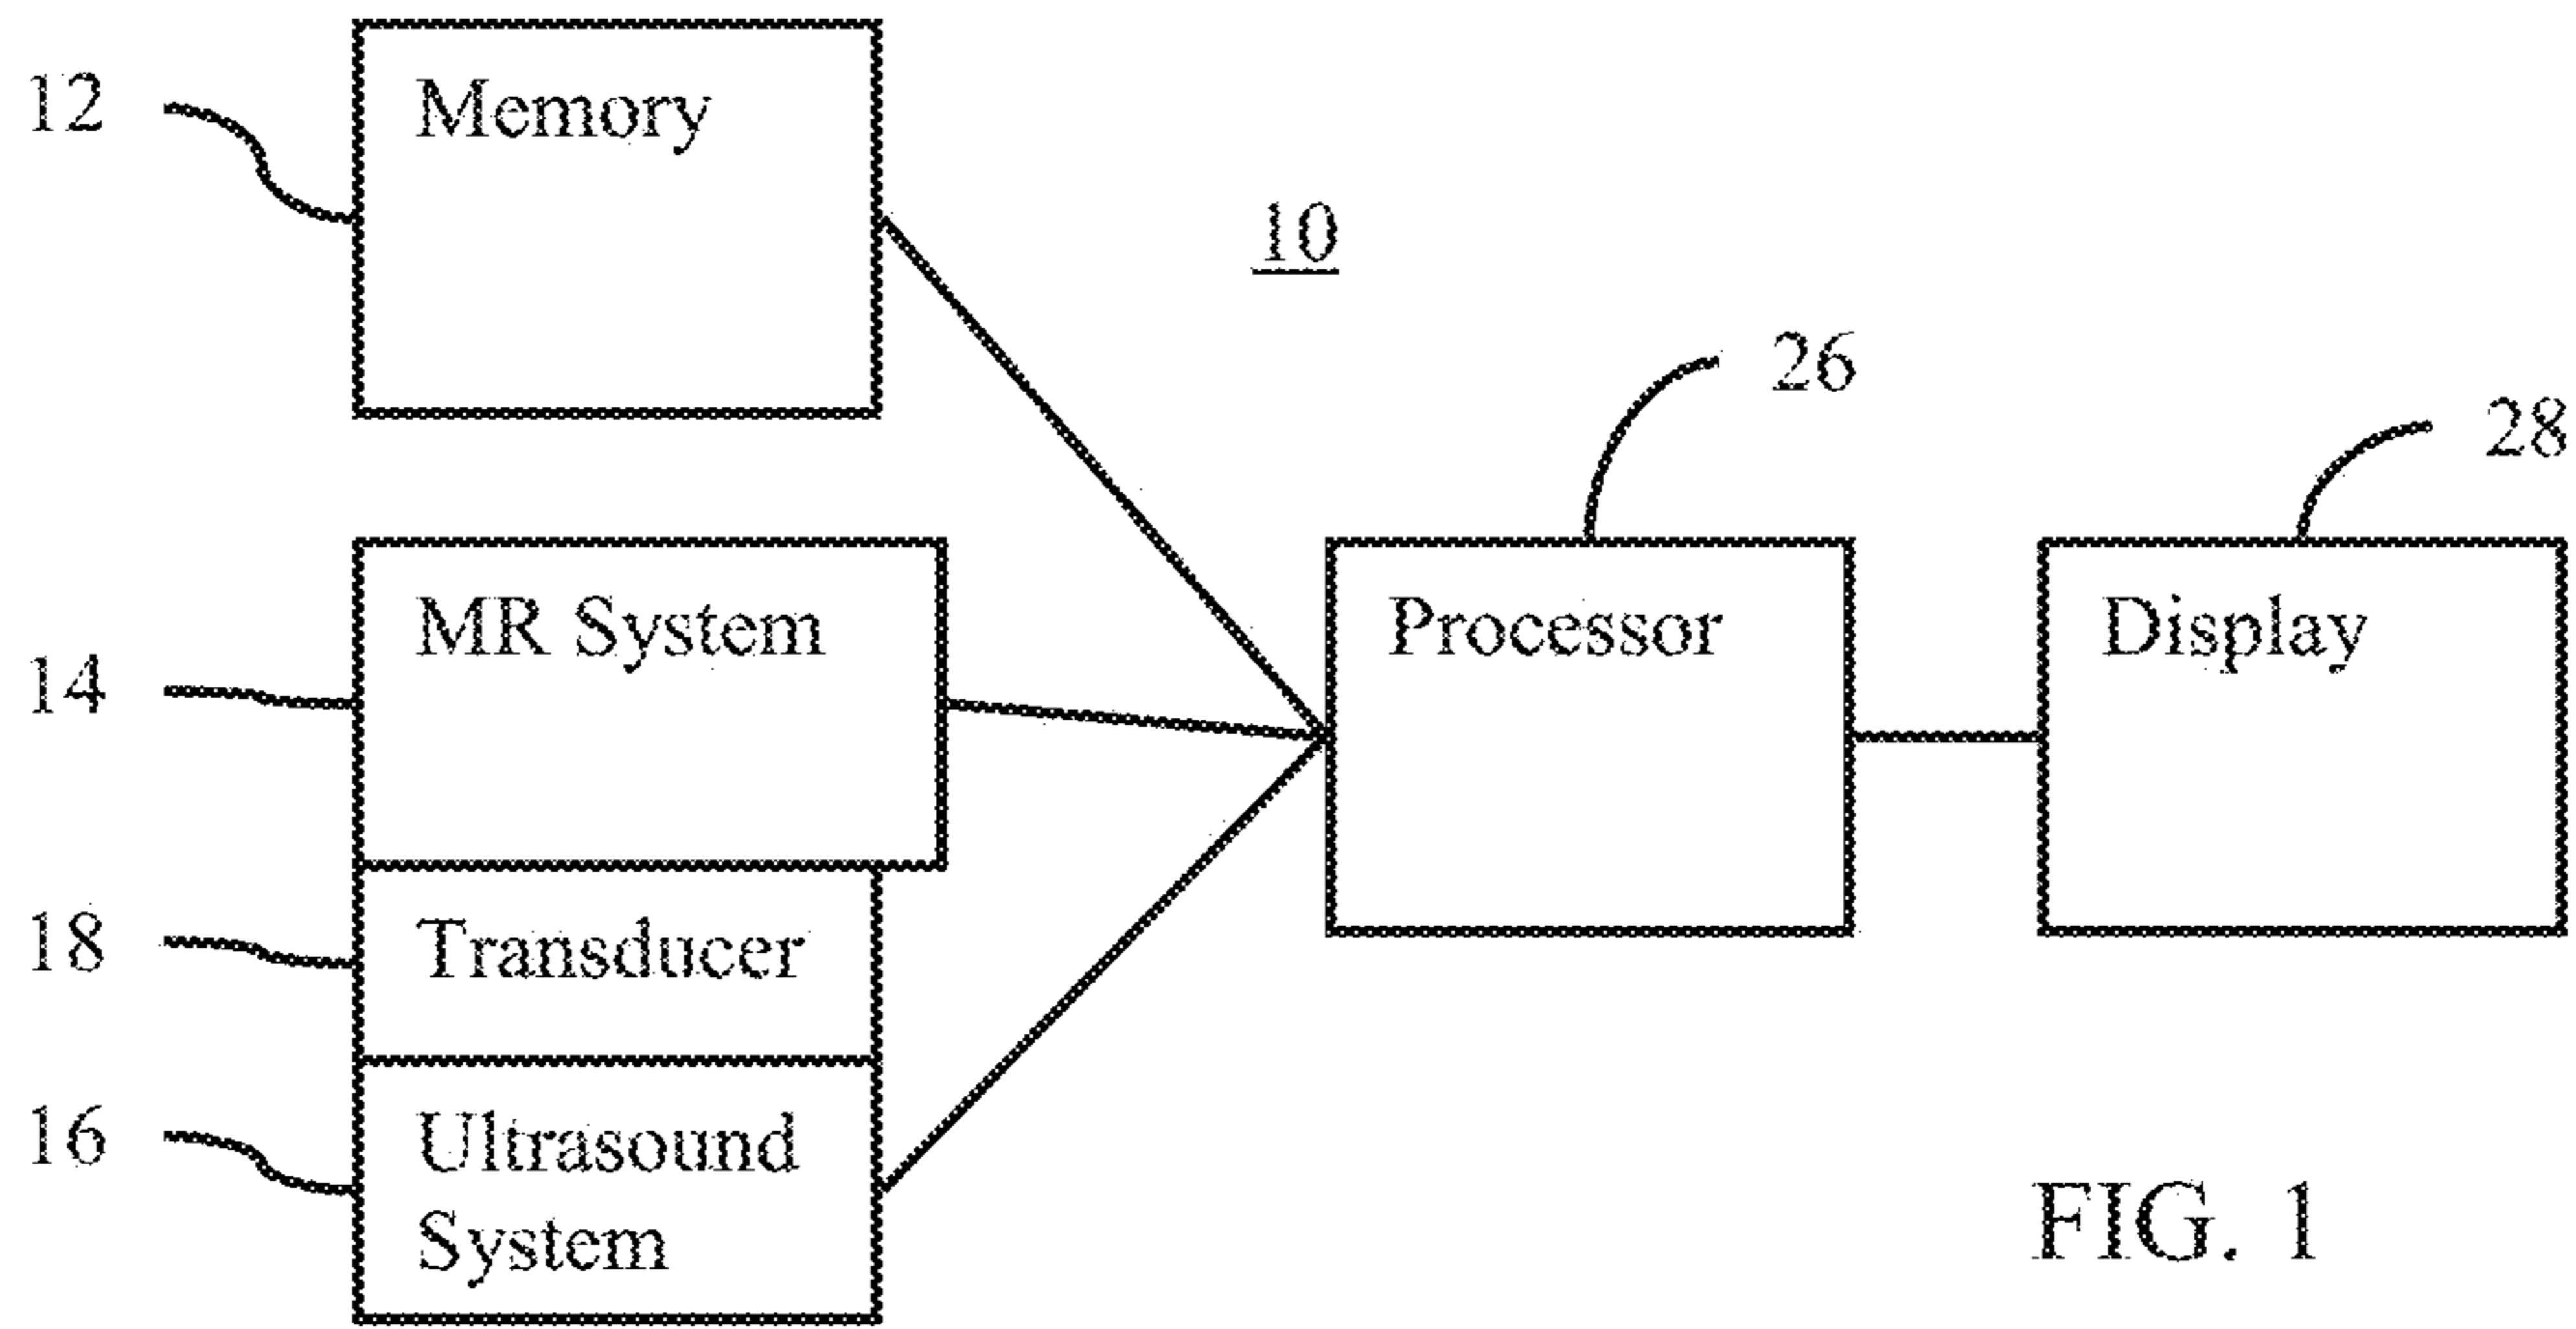 12
Memory
10
26
28
14
MR System
Processor
Display
18
Transducer
16
Ultrasound
System
FIG. 1